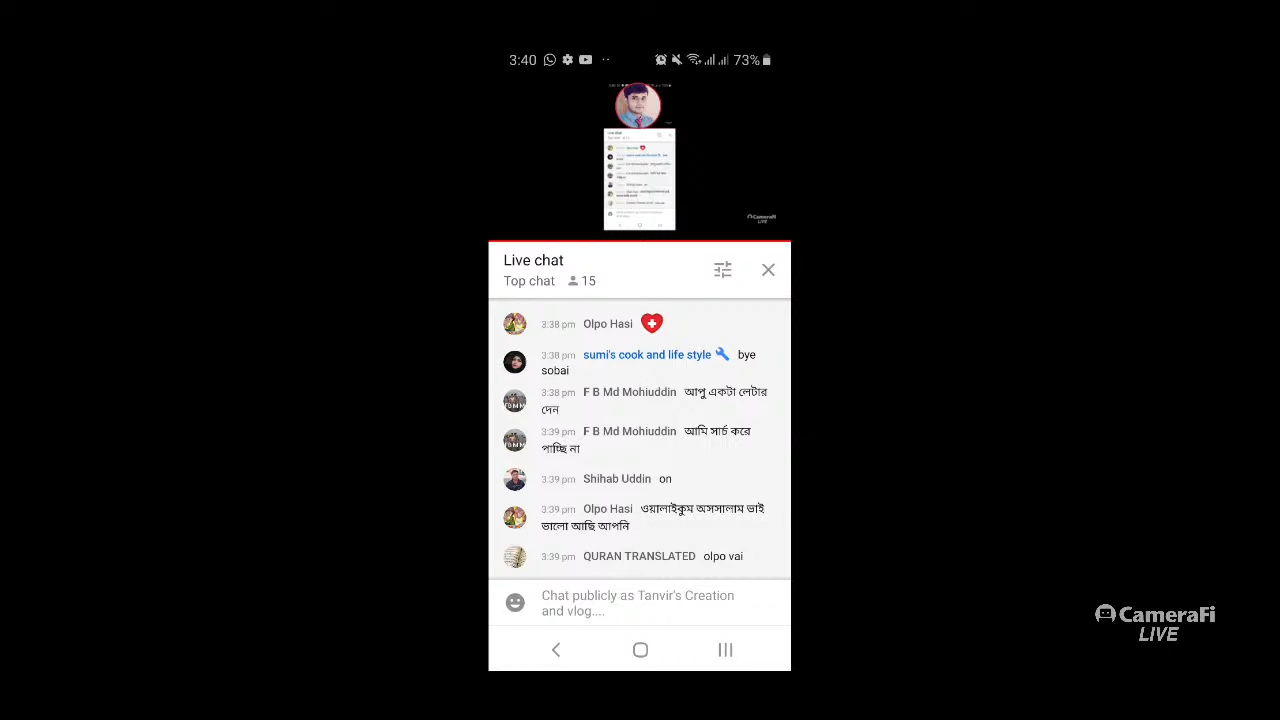 3:40 73%
CameraFi
LIVE
Live chat
Top chat 15
3:38 pm Olpo Hasi
3:38 pm sumi's cook and life style bye
sobai
3:38 pm F B Md Mohiuddin আপু একটা লেটার
দেন
3:39 pm F B Md Mohiuddin আমি সার্চ করে
পাচ্ছি না
3:39 pm Shihab Uddin on
3:39 pm Olpo Hasi ওয়ালাইকুম অসসালাম ভাই
ভালো আছি আপনি
3:39 pm QURAN TRANSLATED olpo vai
Chat publicly as Tanvir's Creation
and vlog....
CameraFi
LIVE